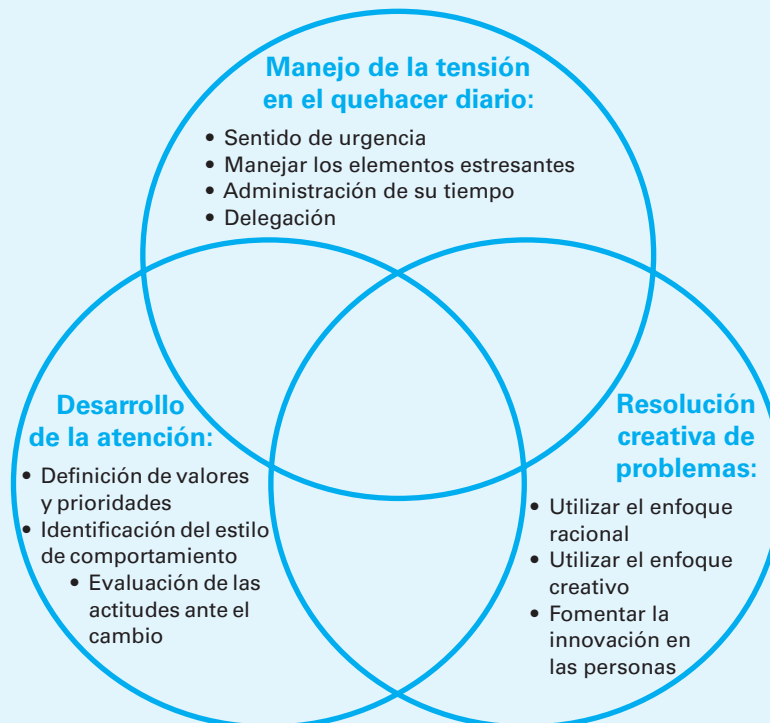 Manejo de la tensión
en el quehacer diario:
• Sentido de urgencia
• Manejar los elementos estresantes
• Administración de su tiempo
• Delegación
Desarrollo
de la atención:
• Definición de valores
y prioridades
• Identificación del estilo
de comportamiento
• Evaluación de las
actitudes ante el
cambio
Resolución
creativa de
problemas:
• Utilizar el enfoque
racional
• Utilizar el enfoque
creativo
• Fomentar la
innovación en
las personas